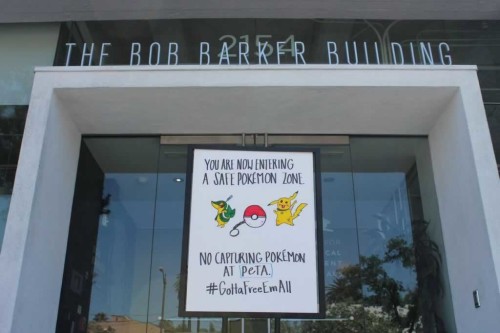 2154
THE BOB BARKER BUILDING
YOU ARE NOW ENTERING
A SAFE POKÉMON ZONE.
NO CAPTURING POKÉMON
AT PETA.
#GOTTAFREEEMALL